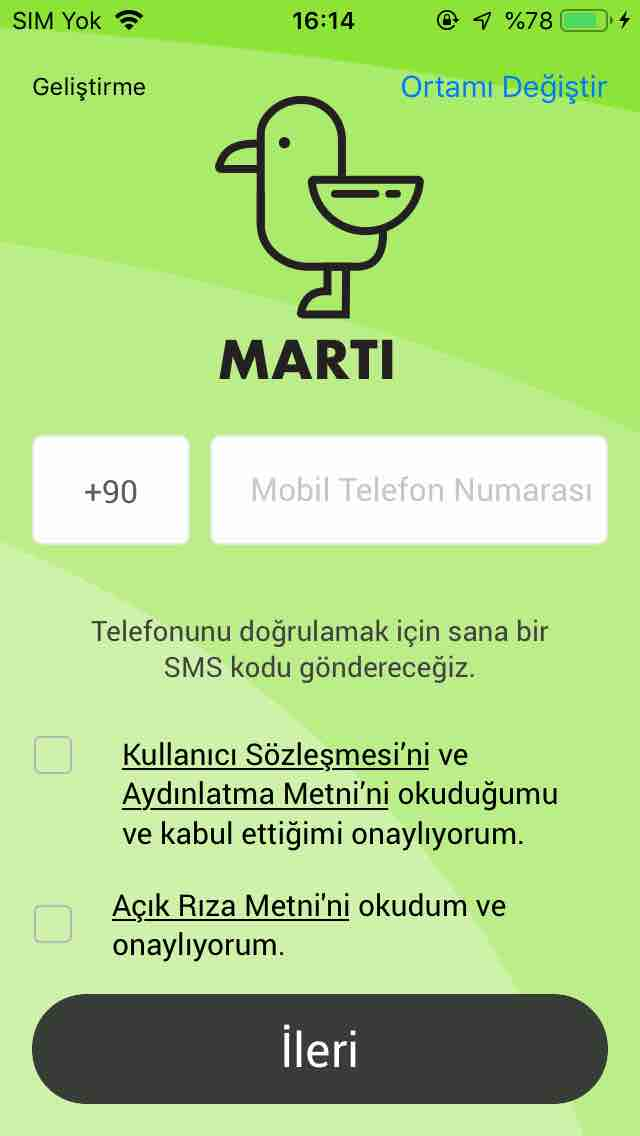 SIM Yok 16:14 %78
Geliştirme Ortamı Değiştir
MARTI
+90 Mobil Telefon Numarası
Telefonunu doğrulamak için sana bir
SMS kodu göndereceğiz.
Kullanıcı Sözleşmesi'ni ve
Aydınlatma Metni'ni okuduğumu
ve kabul ettiğimi onaylıyorum.
Açık Rıza Metni'ni okudum ve
onaylıyorum.
İleri